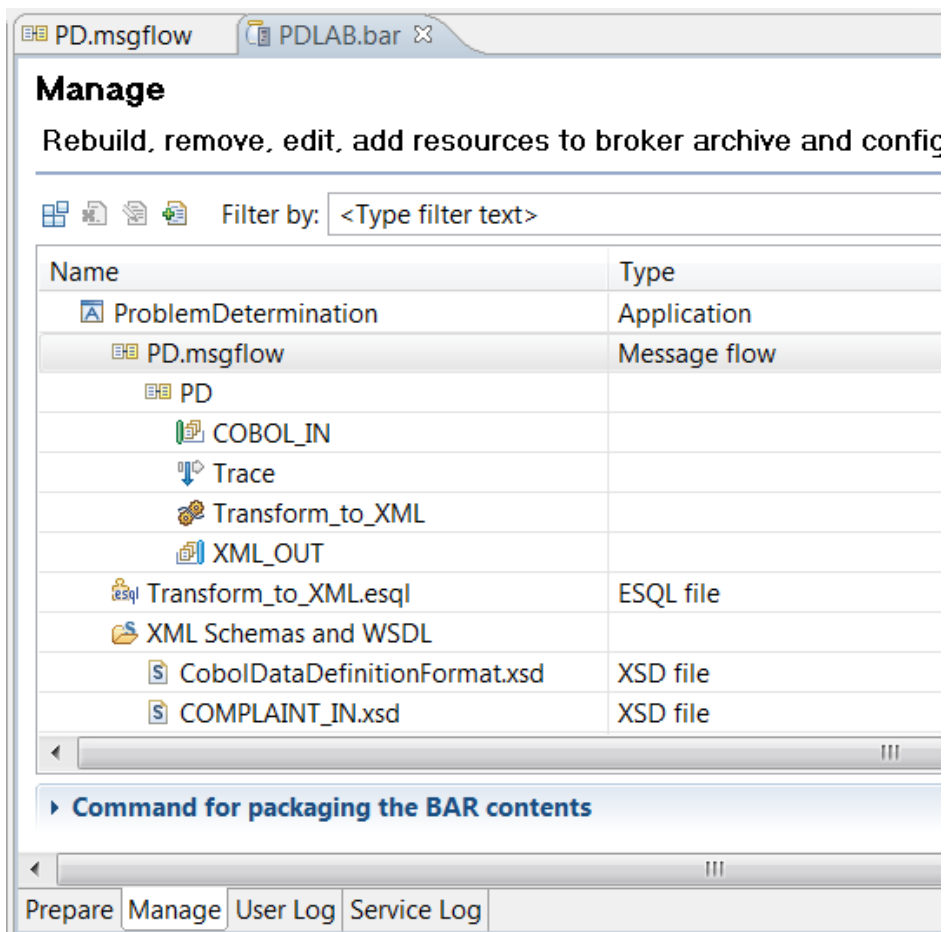 PD.msgflow PDLAB.bar
Manage
Rebuild, remove, edit, add resources to broker archive and config
Filter by: <Type filter text>
Name Type
ProblemDetermination Application
PD.msgflow Message flow
PD
COBOL_IN
Trace
Transform_to_XML
XML_OUT
Transform_to_XML.esql ESQL file
XML Schemas and WSDL
CobolDataDefinitionFormat.xsd XSD file
COMPLAINT_IN.xsd XSD file
Command for packaging the BAR contents
Prepare Manage User Log Service Log